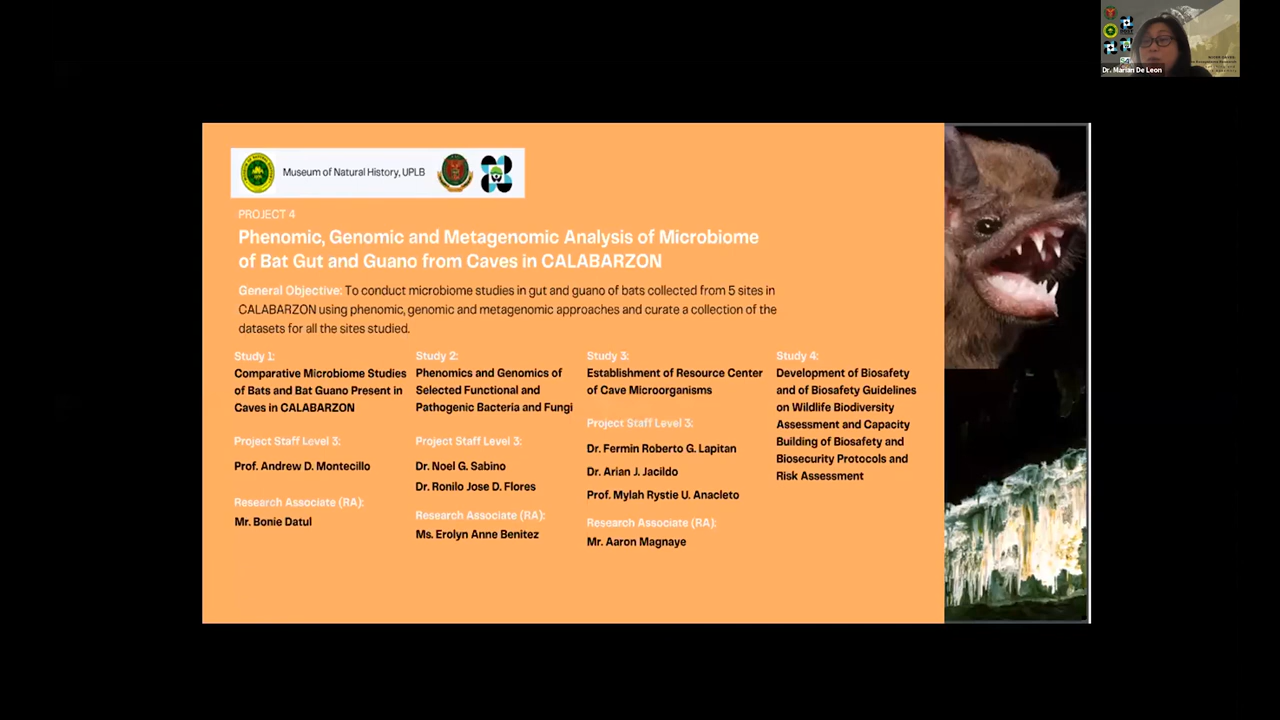 Dr. Marian De Leon
Museum of Natural History, UPLB
PROJECT 4
Phenomic, Genomic and Metagenomic Analysis of Microbiome
of Bat Gut and Guano from Caves in CALABARZON
General Objective: To conduct microbiome studies in gut and guano of bats collected from 5 sites in
CALABARZON using phenomic, genomic and metagenomic approaches and curate a collection of the
datasets for all the sites studied.
Study 1:
Comparative Microbiome Studies
of Bats and Bat Guano Present in
Caves in CALABARZON
Project Staff Level 3:
Prof. Andrew D. Montecillo
Research Associate (RA):
Mr. Bonie Datul
Study 2:
Phenomics and Genomics of
Selected Functional and
Pathogenic Bacteria and Fungi
Project Staff Level 3:
Dr. Noel G. Sabino
Dr. Ronilo Jose D. Flores
Research Associate (RA):
Ms. Erolyn Anne Benitez
Study 3:
Establishment of Resource Center
of Cave Microorganisms
Project Staff Level 3:
Dr. Fermin Roberto G. Lapitan
Dr. Arian J. Jacildo
Prof. Mylah Rystie U. Anacleto
Research Associate (RA):
Mr. Aaron Magnaye
Study 4:
Development of Biosafety
and of Biosafety Guidelines
on Wildlife Biodiversity
Assessment and Capacity
Building of Biosafety and
Biosecurity Protocols and
Risk Assessment